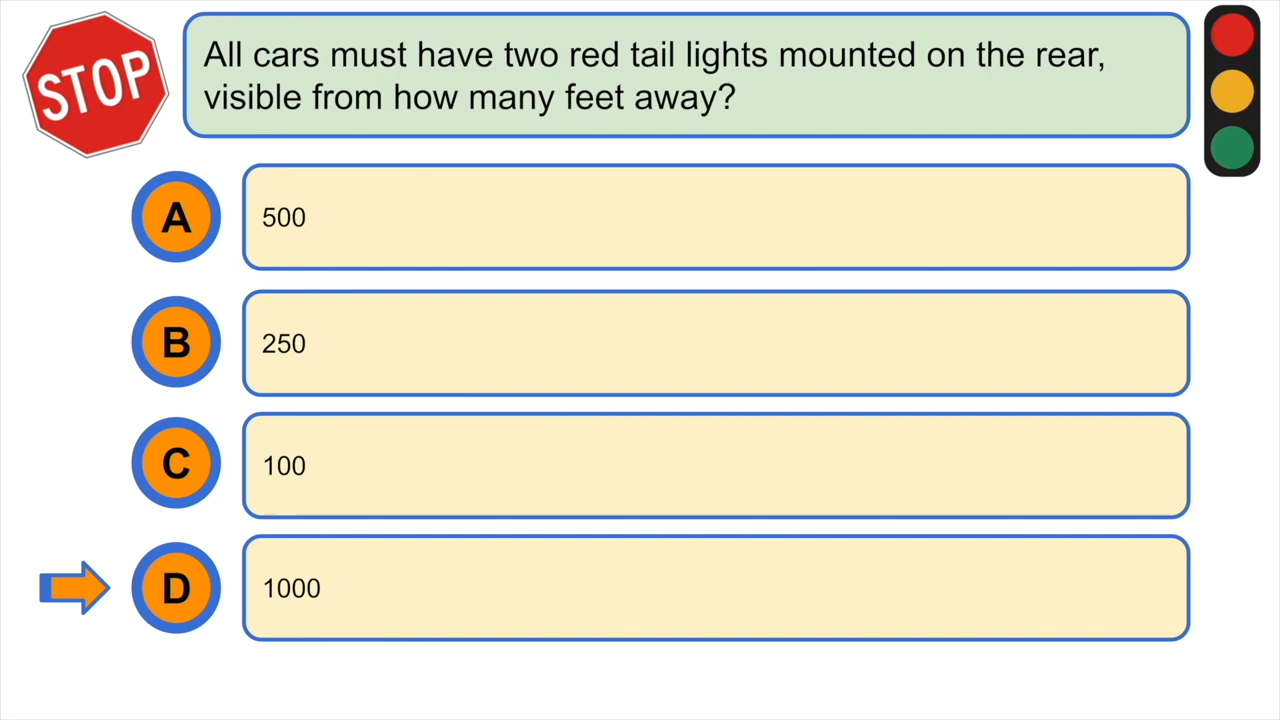 STOP
All cars must have two red tail lights mounted on the rear,
visible from how many feet away?
A
500
B
250
C
100
D
1000